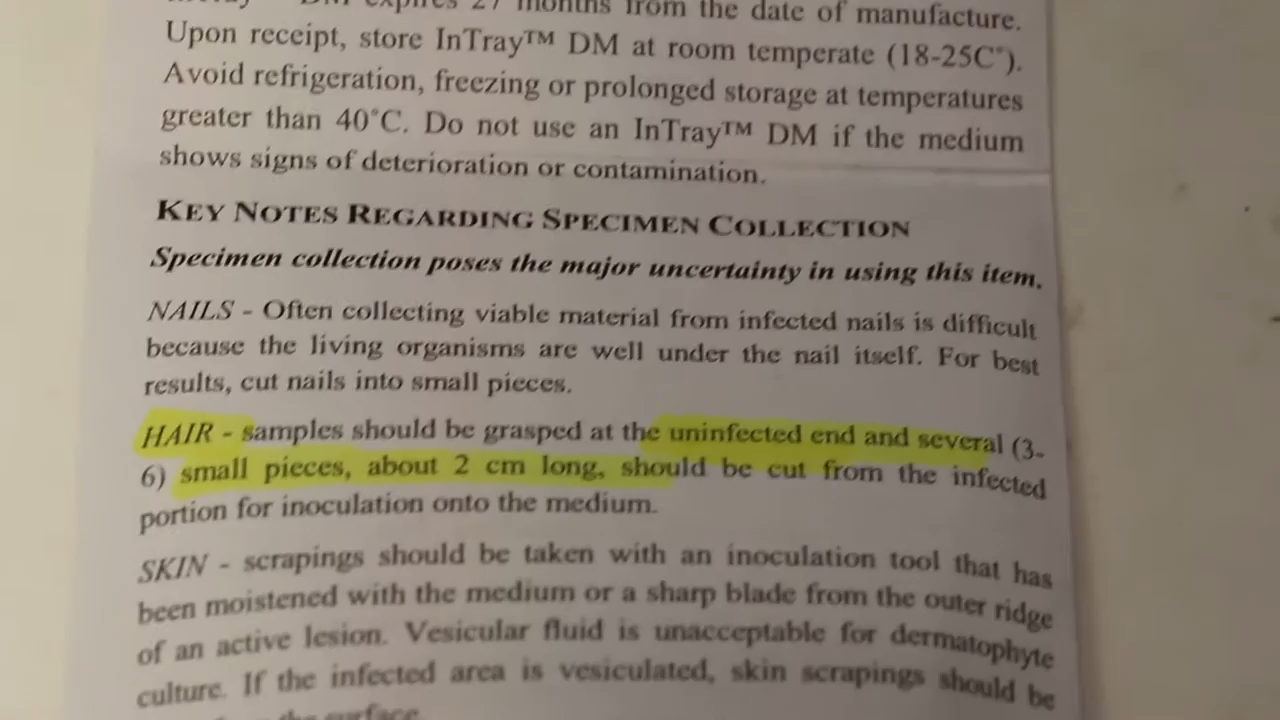 DM expires 27 months from the date of manufacture.
Upon receipt, store InTray™ DM at room temperate (18-25C°).
Avoid refrigeration, freezing or prolonged storage at temperatures
greater than 40°C. Do not use an InTray™ DM if the medium
shows signs of deterioration or contamination.
KEY NOTES REGARDING SPECIMEN COLLECTION
Specimen collection poses the major uncertainty in using this item.
NAILS - Often collecting viable material from infected nails is difficult
because the living organisms are well under the nail itself. For best
results, cut nails into small pieces.
HAIR - samples should be grasped at the uninfected end and several (3-
6) small pieces, about 2 cm long, should be cut from the infected
portion for inoculation onto the medium.
SKIN - scrapings should be taken with an inoculation tool that has
been moistened with the medium or a sharp blade from the outer ridge
of an active lesion. Vesicular fluid is unacceptable for dermatophyte
culture. If the infected area is vesiculated, skin scrapings should be
the surface.